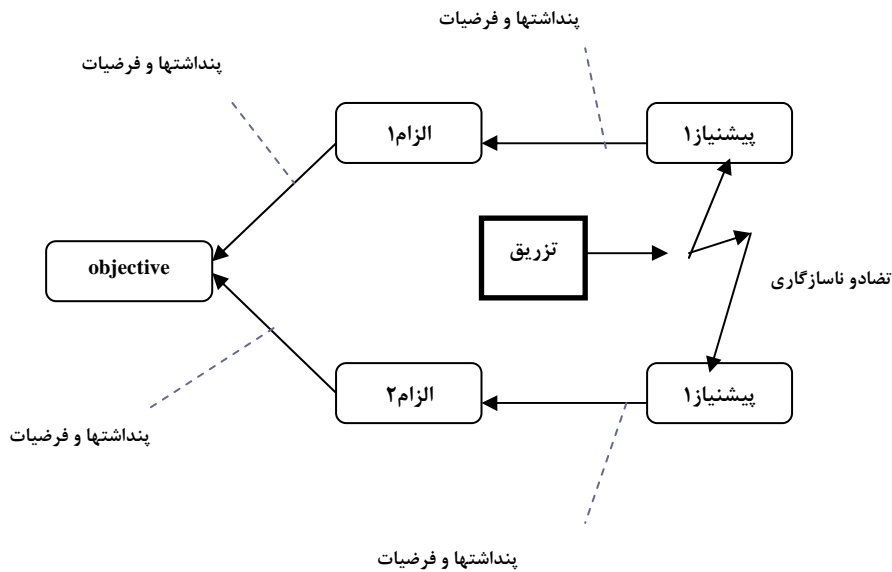 پنداشتها و فرضیات
پنداشتها و فرضیات
پیشنیاز۱
الزام۱
تزریق
objective
تضادو ناسازگاری
پیشنیاز۱
الزام۲
پنداشتها و فرضیات
پنداشتها و فرضیات